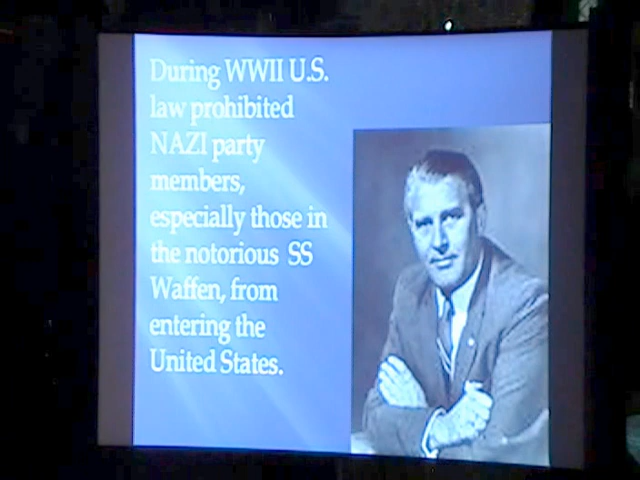 During WWII U.S.
law prohibited
NAZI party
members,
especially those in
the notorious SS
Waffen, from
entering the
United States.